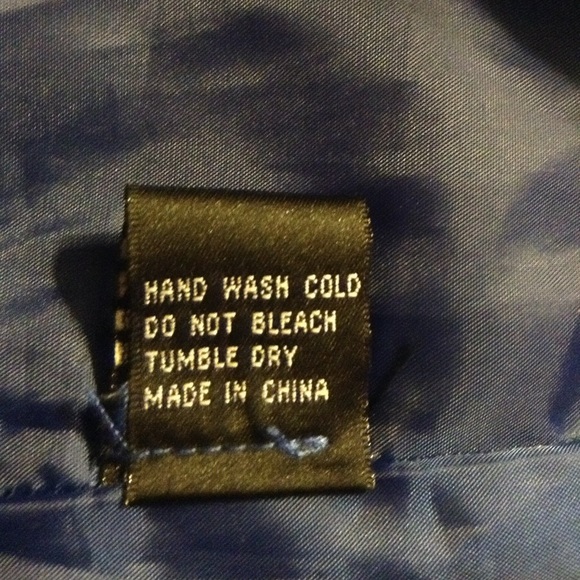 HAND WASH COLD
DO NOT BLEACH
TUMBLE DRY
MADE IN CHINA